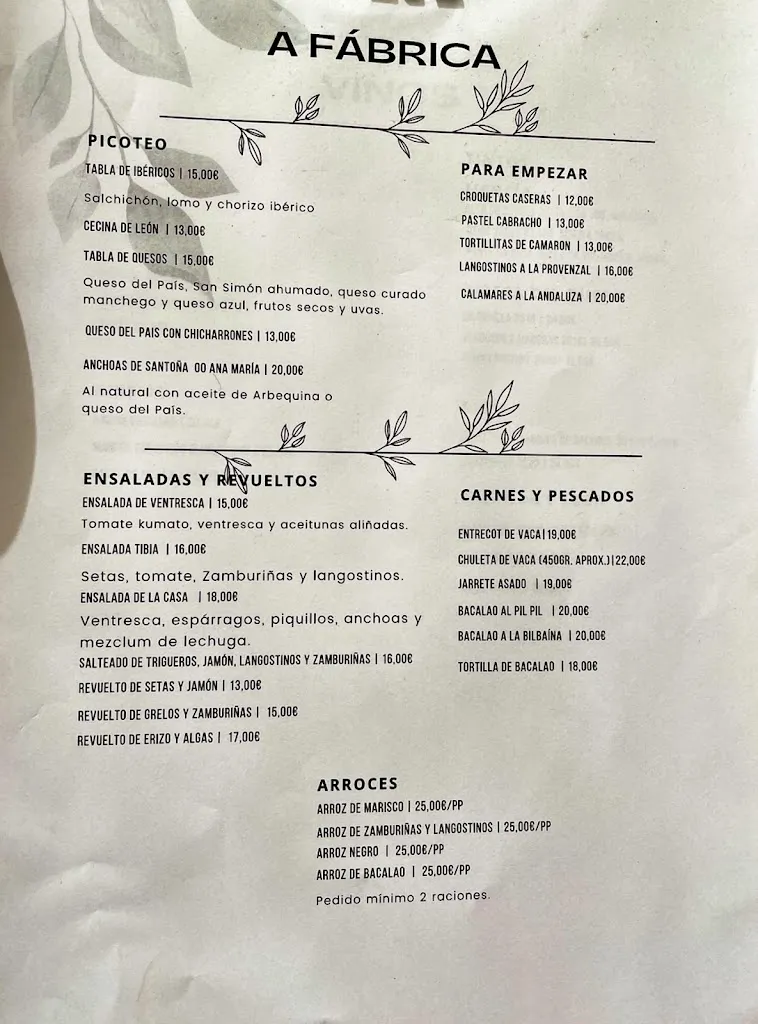 A FÁBRICA
PICOTEO
TABLA DE IBÉRICOS | 15,00€
Salchichón, lomo y chorizo ibérico
CECINA DE LEÓN | 13,00€
TABLA DE QUESOS | 15,00€
Queso del País, San Simón ahumado, queso curado
manchego y queso azul, frutos secos y uvas.
QUESO DEL PAIS CON CHICHARRONES | 13,00€
ANCHOAS DE SANTOÑA 00 ANA MARÍA | 20,00€
Al natural con aceite de Arbequina o
queso del País.
PARA EMPEZAR
CROQUETAS CASERAS | 12,00€
PASTEL CABRACHO | 13,00€
TORTILLITAS DE CAMARON | 13,00€
LANGOSTINOS A LA PROVENZAL | 16,00€
CALAMARES A LA ANDALUZA | 20,00€
ENSALADAS Y REVUELTOS
ENSALADA DE VENTRESCA | 15,00€
Tomate kumato, ventresca y aceitunas aliñadas.
ENSALADA TIBIA | 16,00€
Setas, tomate, Zamburiñas y langostinos.
ENSALADA DE LA CASA | 18,00€
Ventresca, espárragos, piquillos, anchoas y
mezclum de lechuga.
SALTEADO DE TRIGUEROS, JAMÓN, LANGOSTINOS Y ZAMBURIÑAS | 16,00€
REVUELTO DE SETAS Y JAMÓN | 13,00€
REVUELTO DE GRELOS Y ZAMBURIÑAS | 15,00€
REVUELTO DE ERIZO Y ALGAS | 17,00€
CARNES Y PESCADOS
ENTRECOT DE VACA | 19,00€
CHULETA DE VACA (450GR. APROX.) | 22,00€
JARRETE ASADO | 19,00€
BACALAO AL PIL PIL | 20,00€
BACALAO A LA BILBAÍNA | 20,00€
TORTILLA DE BACALAO | 18,00€
ARROCES
ARROZ DE MARISCO | 25,00€/PP
ARROZ DE ZAMBURIÑAS Y LANGOSTINOS | 25,00€/PP
ARROZ NEGRO | 25,00€/PP
ARROZ DE BACALAO | 25,00€/PP
Pedido mínimo 2 raciones.